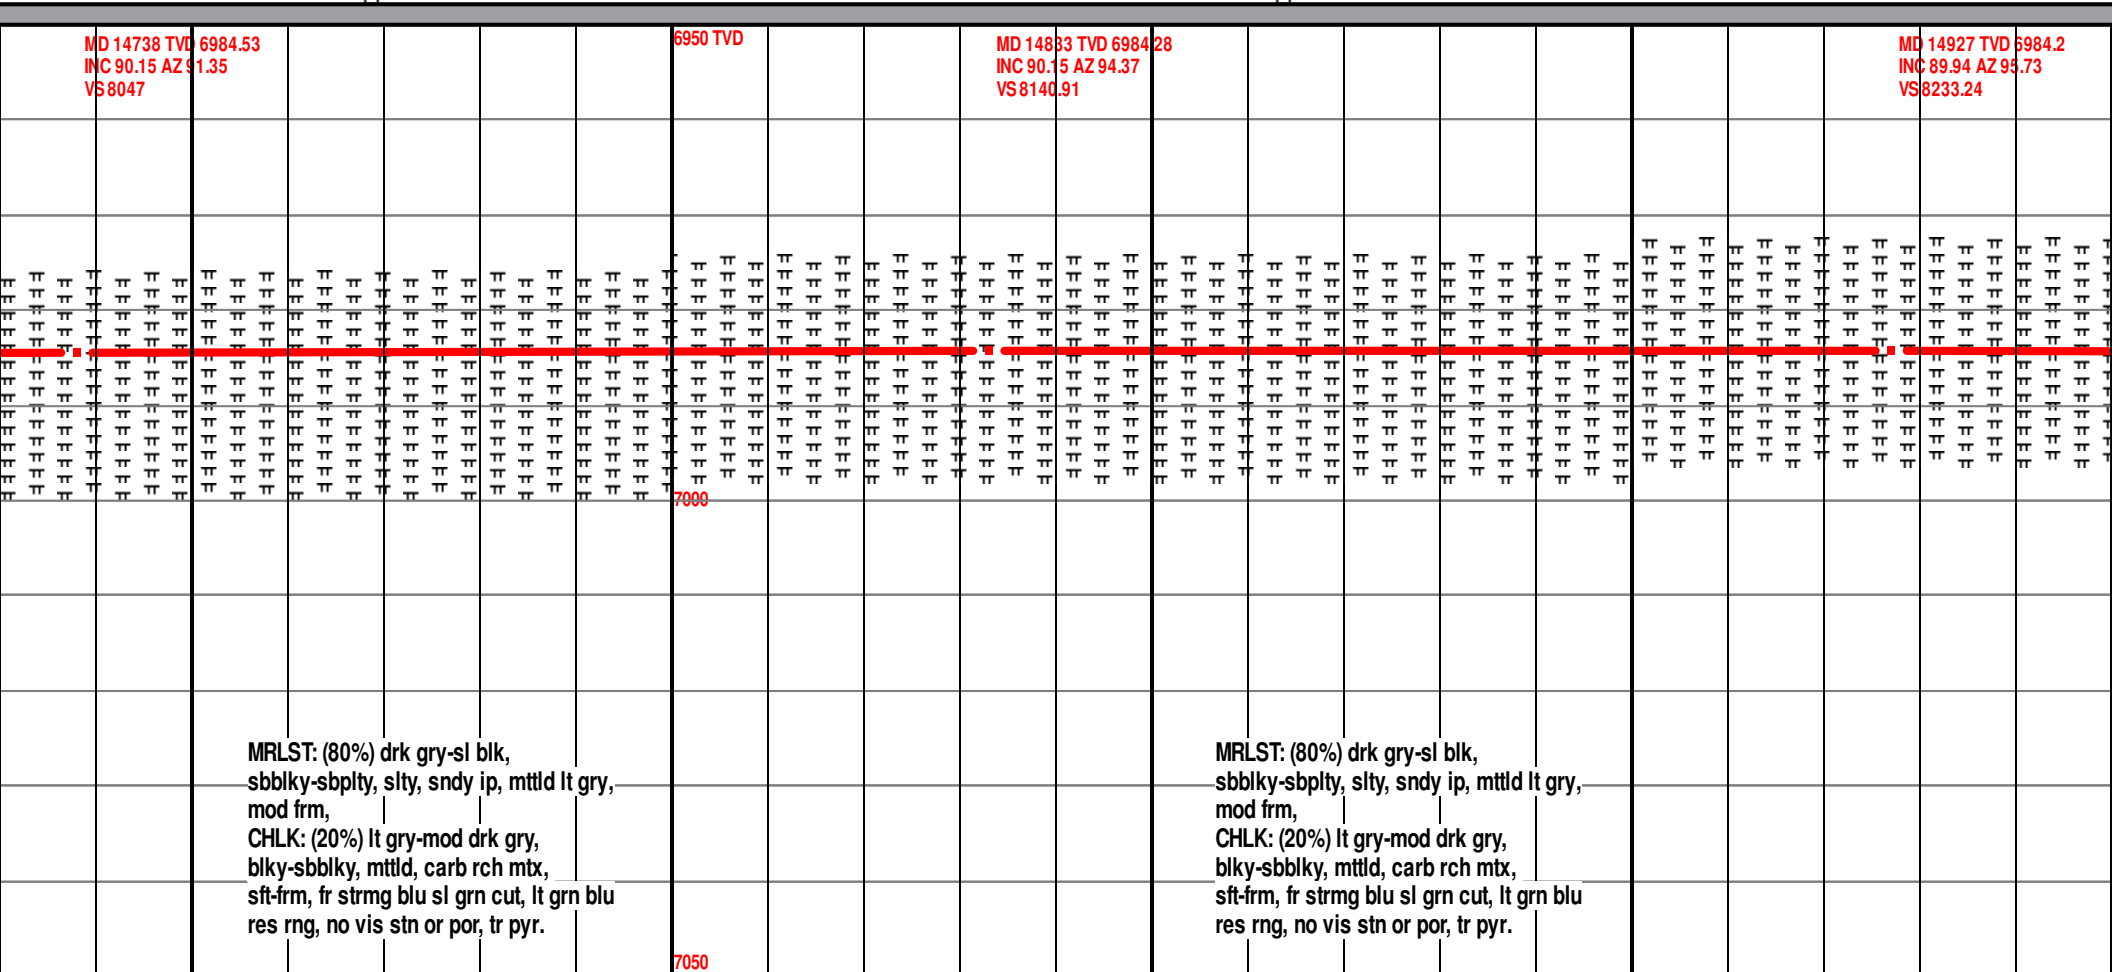 MD 14738 TVD 6984.53
INC 90.15 AZ 91.35
VS 8047
6950 TVD
MD 14833 TVD 6984.28
INC 90.15 AZ 94.37
VS 8140.91
MD 14927 TVD 6984.2
INC 89.94 AZ 95.73
VS 8233.24
7000
MRLST: (80%) drk gry-sl blk,
sbblky-sbplty, slty, sndy ip, mttld lt gry,
mod frm,
CHLK: (20%) lt gry-mod drk gry,
blky-sbblky, mttld, carb rch mtx,
sft-frm, fr strmg blu sl grn cut, lt grn blu
res rng, no vis stn or por, tr pyr.
MRLST: (80%) drk gry-sl blk,
sbblky-sbplty, slty, sndy ip, mttld lt gry,
mod frm,
CHLK: (20%) lt gry-mod drk gry,
blky-sbblky, mttld, carb rch mtx,
sft-frm, fr strmg blu sl grn cut, lt grn blu
res rng, no vis stn or por, tr pyr.
7050